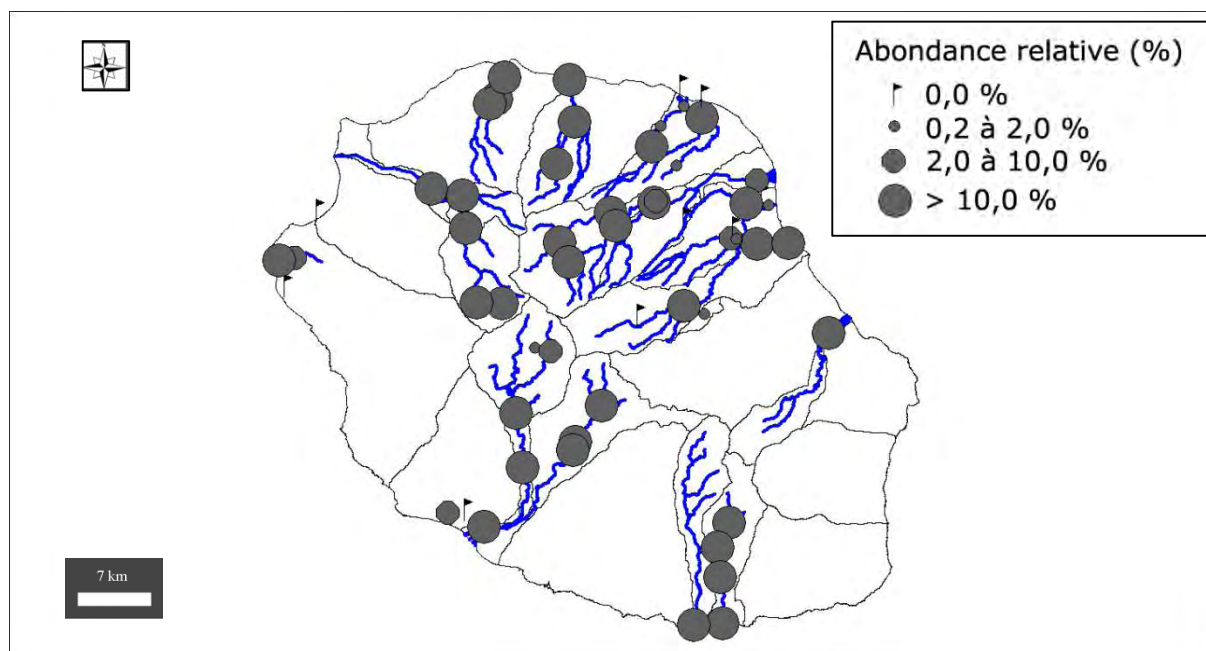 Abondance relative (%)
0,0 %
0,2 à 2,0 %
2,0 à 10,0 %
> 10,0 %
7 km